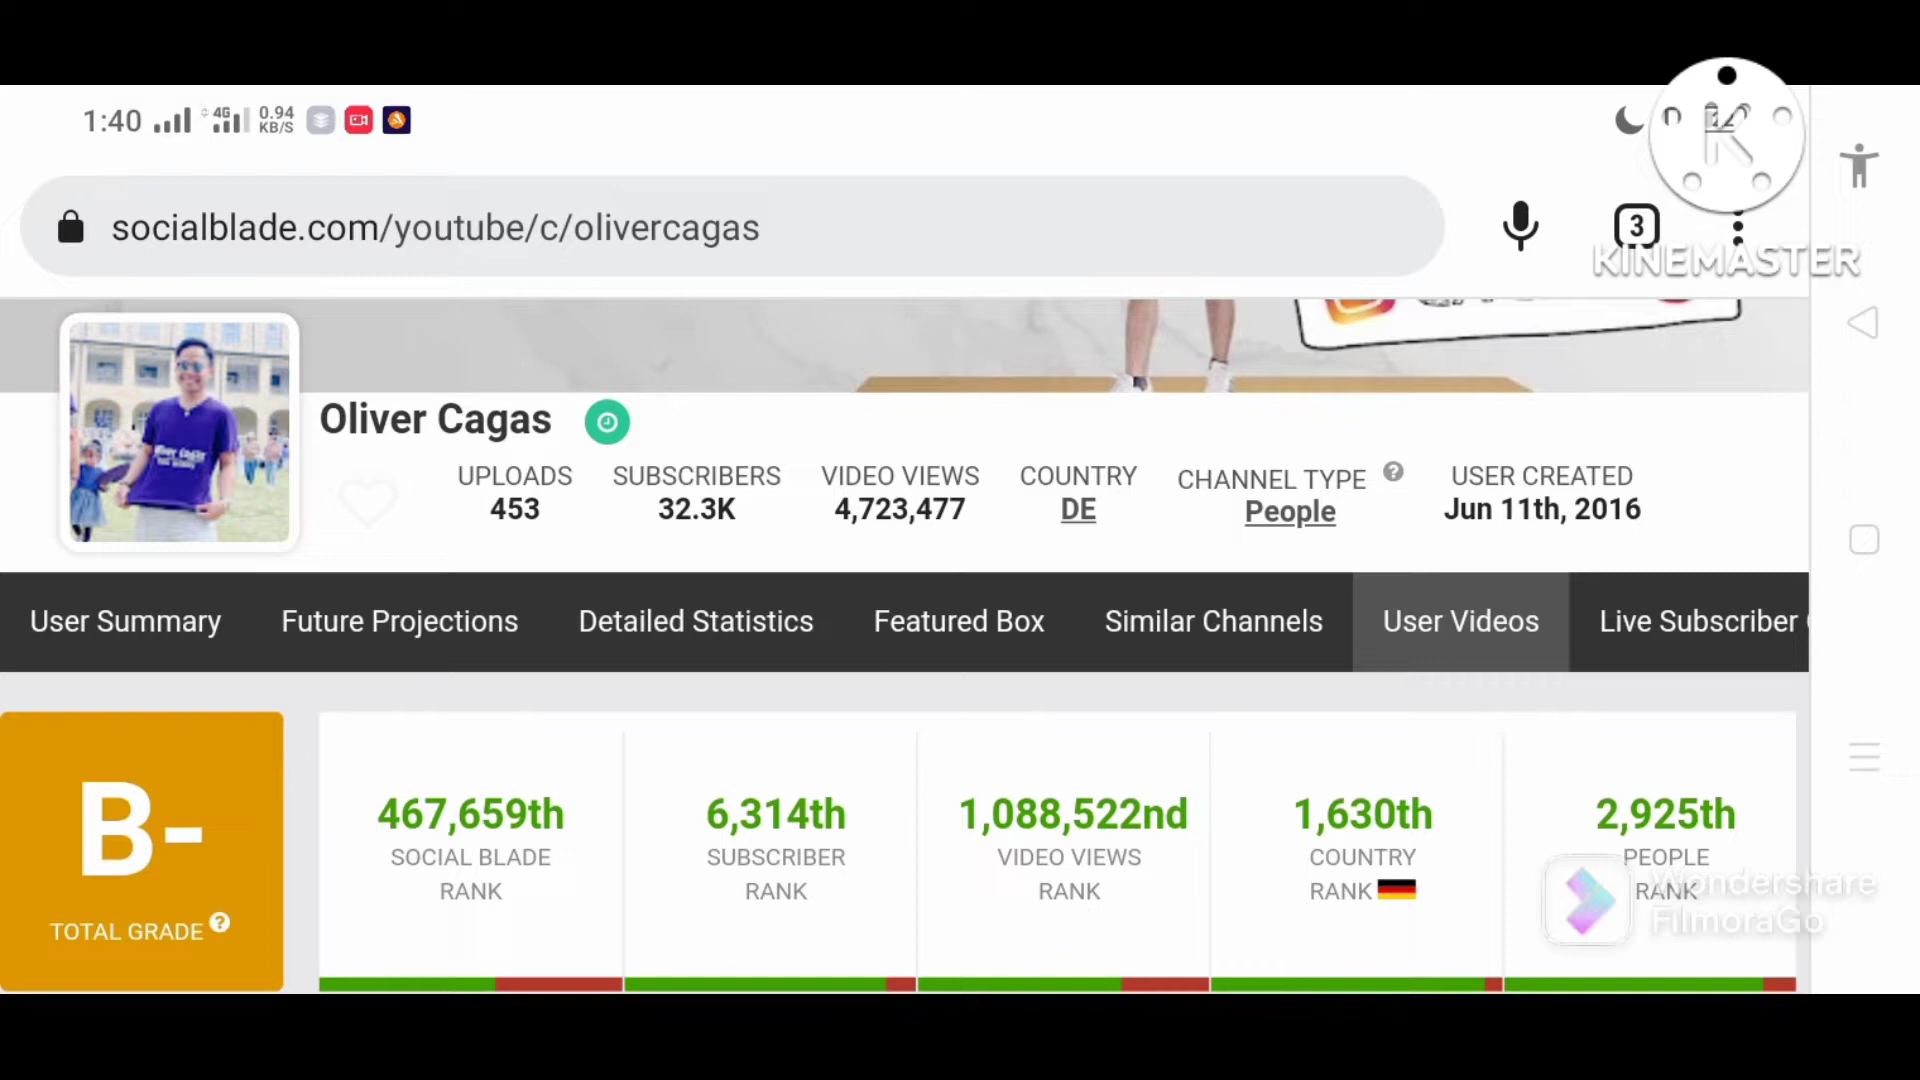 1:40 4G 0.94 KB/S
socialblade.com/youtube/c/olivercagas
3
KINEMASTER
Oliver Cagas
UPLOADS SUBSCRIBERS VIDEO VIEWS COUNTRY CHANNEL TYPE ? USER CREATED
453 32.3K 4,723,477 DE People Jun 11th, 2016
User Summary Future Projections Detailed Statistics Featured Box Similar Channels User Videos Live Subscriber
B-
TOTAL GRADE ?
467,659th 6,314th 1,088,522nd 1,630th 2,925th
SOCIAL BLADE SUBSCRIBER VIDEO VIEWS COUNTRY PEOPLE
RANK RANK RANK RANK RANK
Wondershare
FilmoraGo